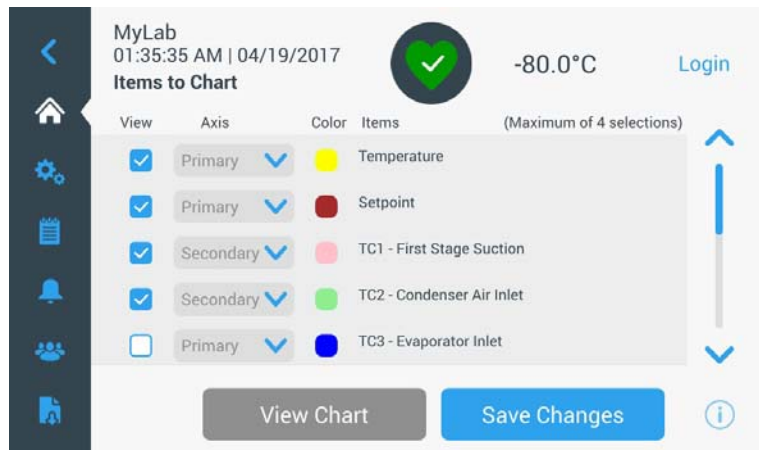 MyLab
01:35:35 AM | 04/19/2017
Items to Chart
-80.0°C
Login
View Axis Color Items (Maximum of 4 selections)
Primary Temperature
Primary Setpoint
Secondary TC1 - First Stage Suction
Secondary TC2 - Condenser Air Inlet
Primary TC3 - Evaporator Inlet
View Chart
Save Changes
i